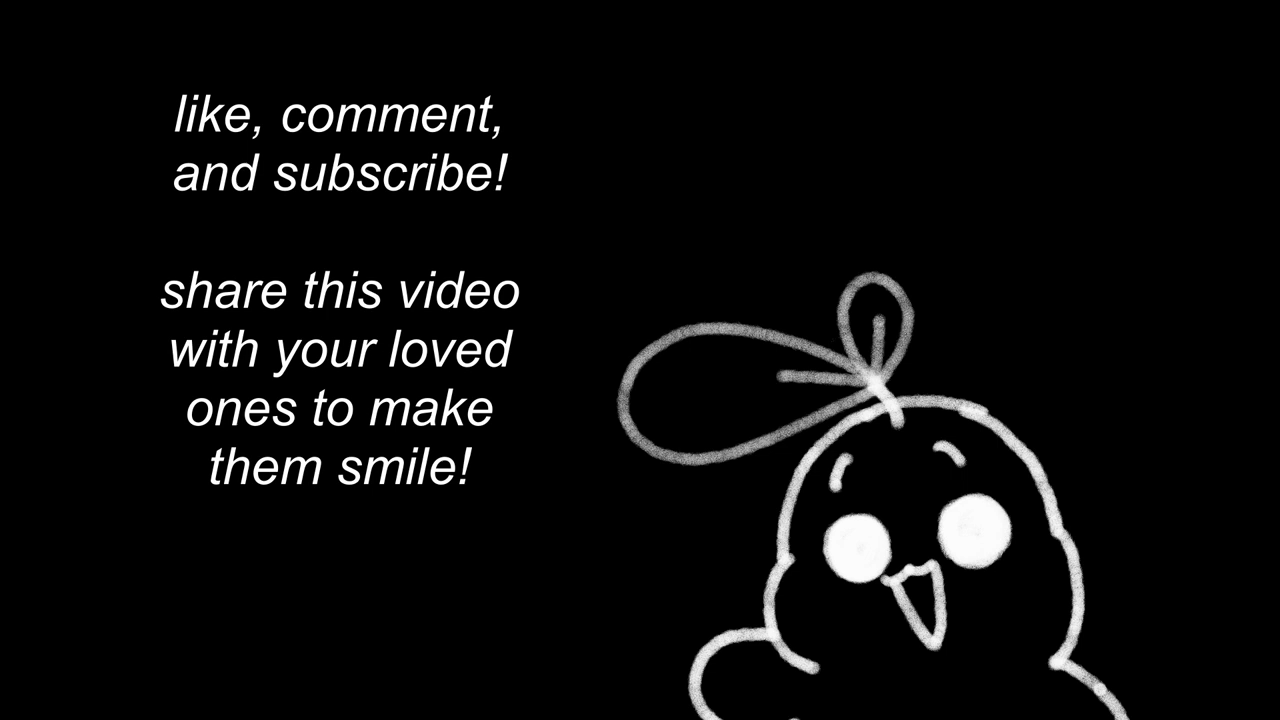 like, comment,
and subscribe!
share this video
with your loved
ones to make
them smile!